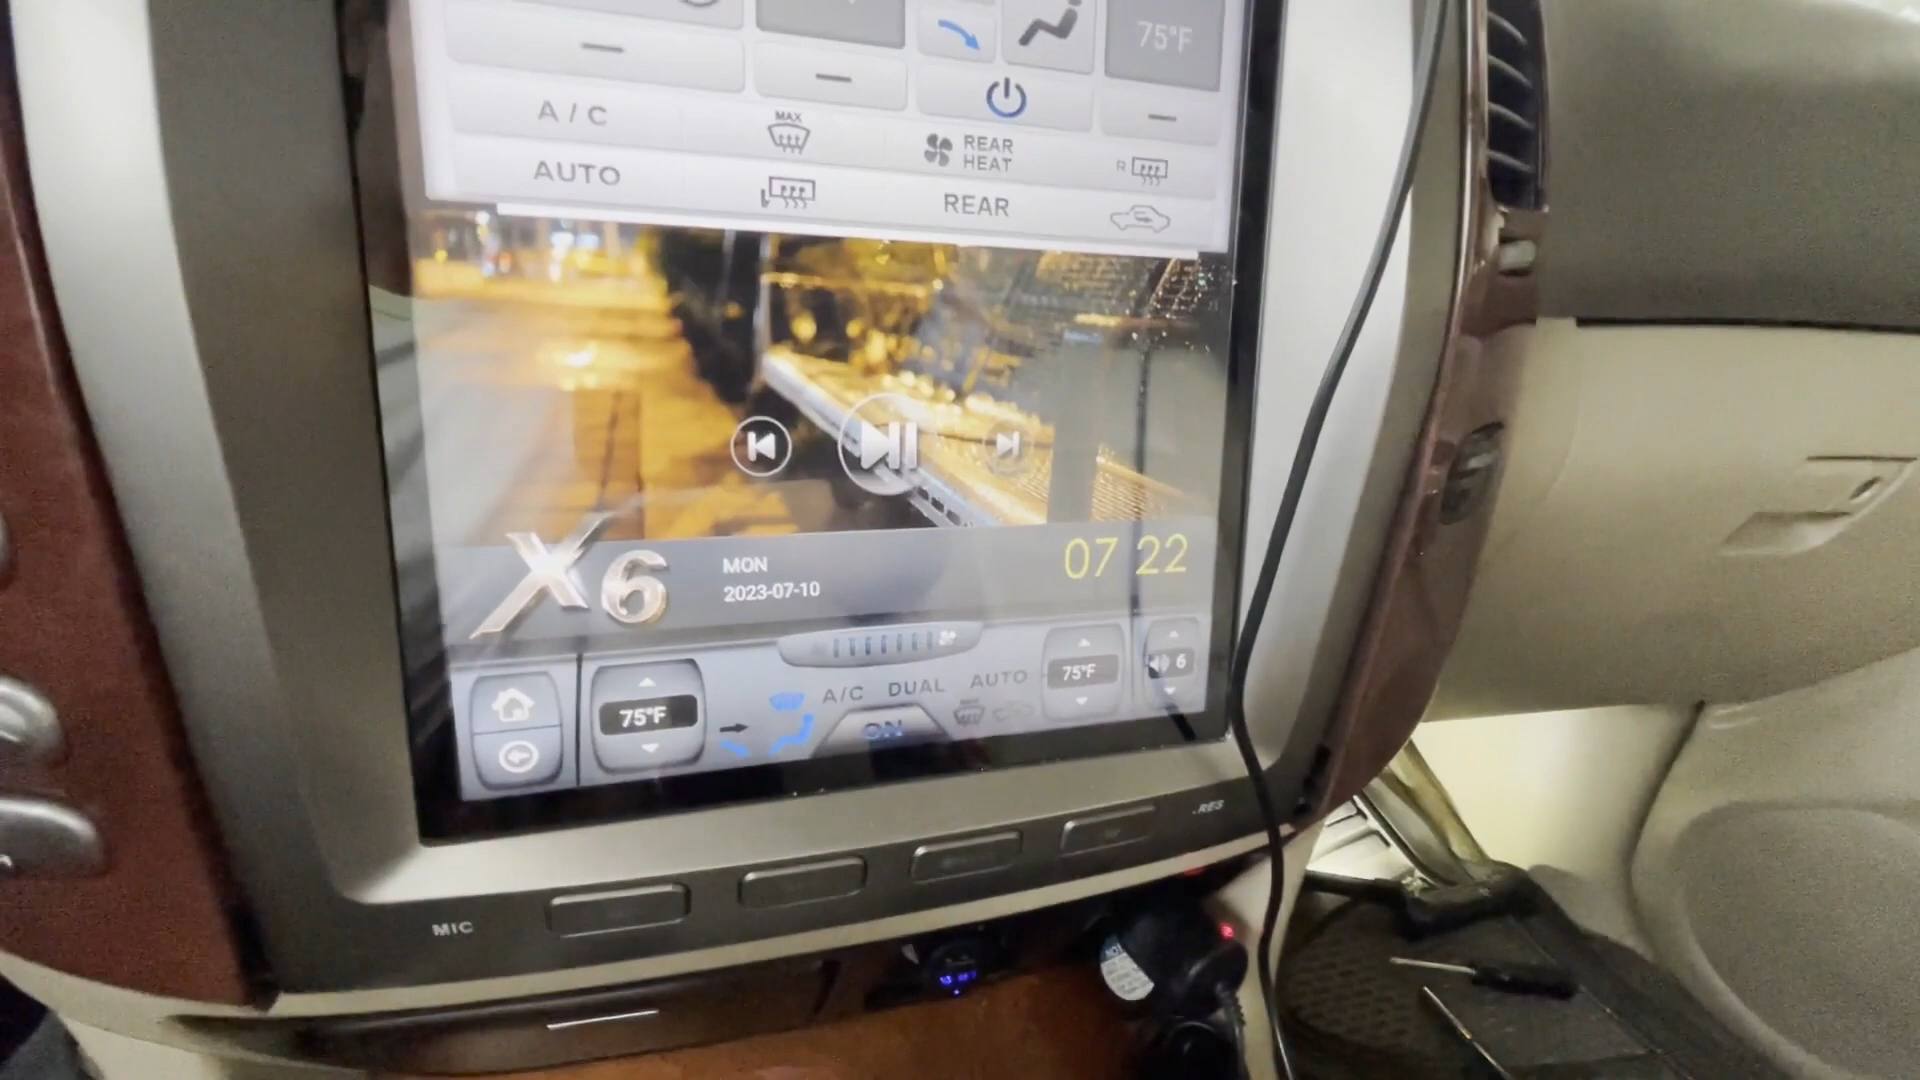 75°F
A/C
MAX
REAR
HEAT
R
AUTO
REAR
X6
MON
2023-07-10
07 22
75°F
A/C DUAL AUTO
75°F
6
ON
MIC
.RES